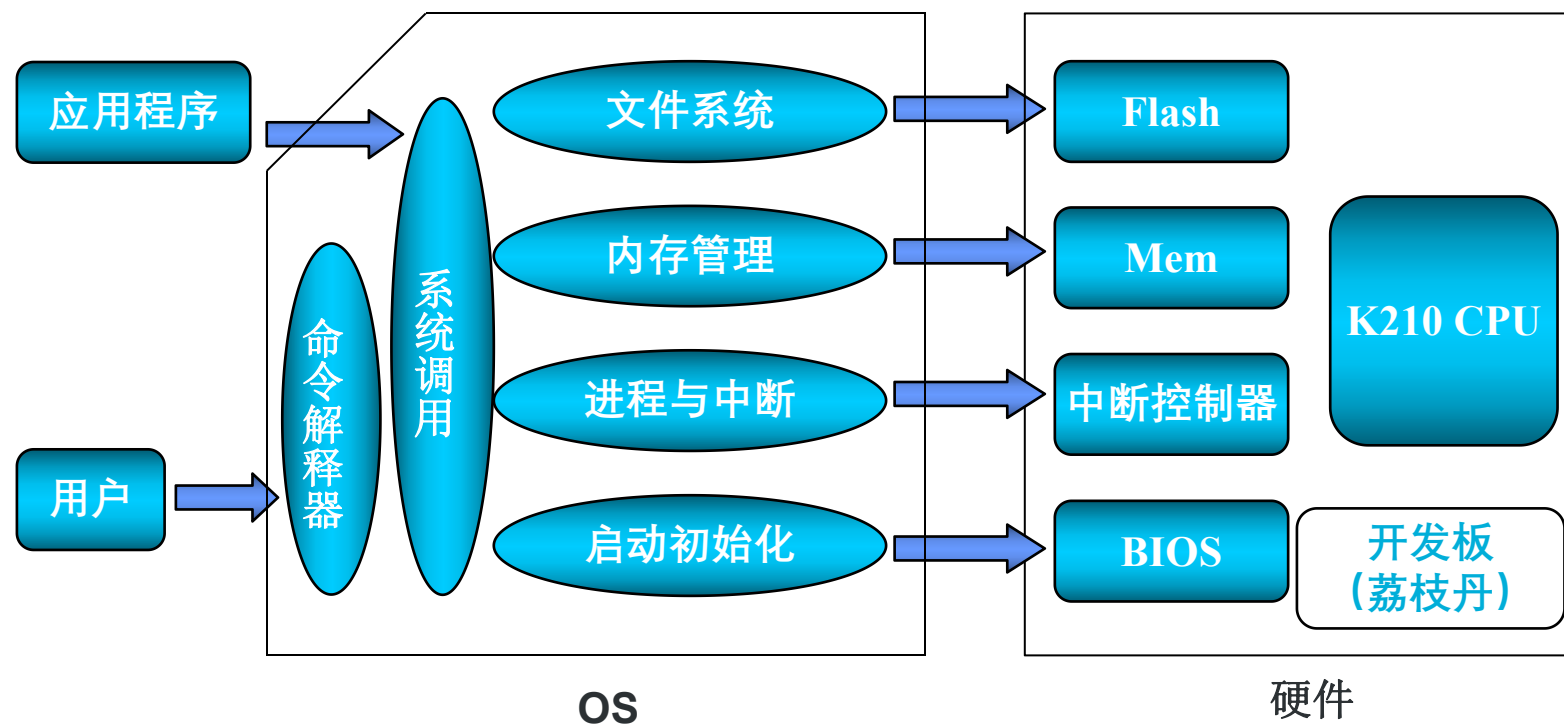 应用程序
用户
命令解释器
系统调用
文件系统
内存管理
进程与中断
启动初始化
OS
Flash
Mem
中断控制器
BIOS
K210 CPU
开发板
(荔枝丹)
硬件